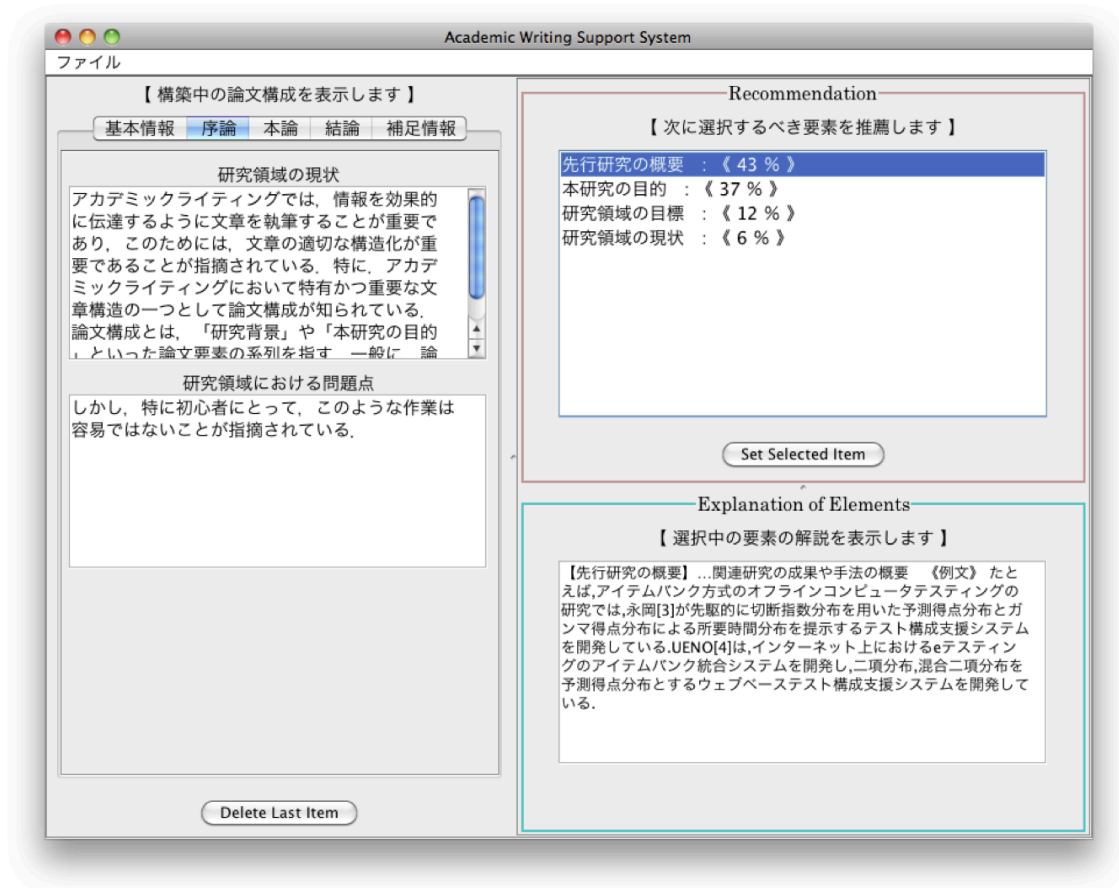 Academic Writing Support System
ファイル
【 構築中の論文構成を表示します 】
基本情報 序論 本論 結論 補足情報
研究領域の現状
アカデミックライティングでは，情報を効果的
に伝達するように文章を執筆することが重要で
あり，このためには，文章の適切な構造化が重
要であることが指摘されている．特に，アカデ
ミックライティングにおいて特有かつ重要な文
章構造の一つとして論文構成が知られている．
論文構成とは，「研究背景」や「本研究の目的
」といった論文要素の系列を指す．一般に，論
研究領域における問題点
しかし，特に初心者にとって，このような作業は
容易ではないことが指摘されている．
Delete Last Item
Recommendation
【 次に選択するべき要素を推薦します 】
先行研究の概要 ：《 43 % 》
本研究の目的 ：《 37 % 》
研究領域の目標 ：《 12 % 》
研究領域の現状 ：《 6 % 》
Set Selected Item
Explanation of Elements
【 選択中の要素の解説を表示します 】
【先行研究の概要】…関連研究の成果や手法の概要 《例文》 たと
えば,アイテムバンク方式のオフラインコンピュータテスティングの
研究では,永岡[3]が先駆的に切断指数分布を用いた予測得点分布とガ
ンマ得点分布による所要時間分布を提示するテスト構成支援システム
を開発している.UENO[4]は,インターネット上におけるeテスティン
グのアイテムバンク統合システムを開発し,二項分布,混合二項分布を
予測得点分布とするウェブベーステスト構成支援システムを開発して
いる．